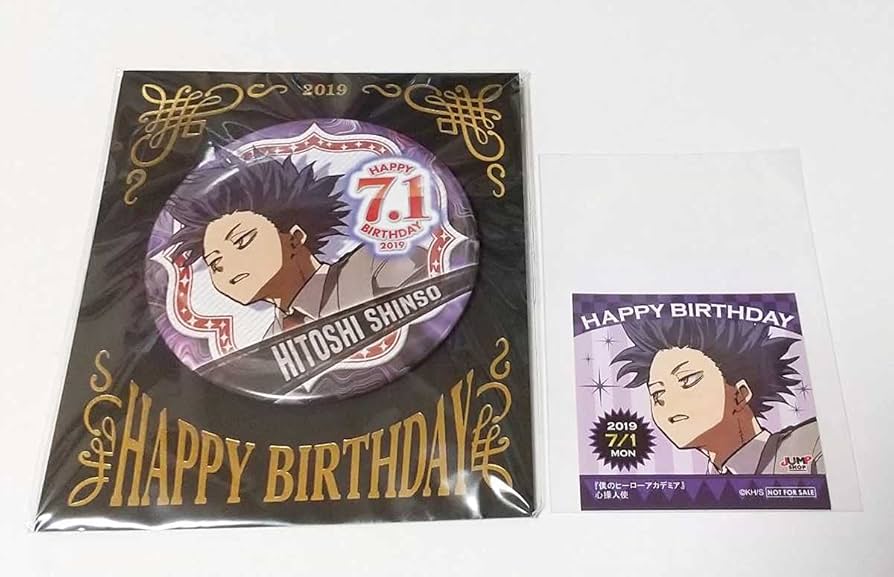 2019
HAPPY
7.1
BIRTHDAY
2019
HITOSHI SHINSO
HAPPY BIRTHDAY
HAPPY BIRTHDAY
2019
7/1
MON
JUMP
SHOP
『僕のヒーローアカデミア』
心操人使
©KH/S NOT FOR SALE